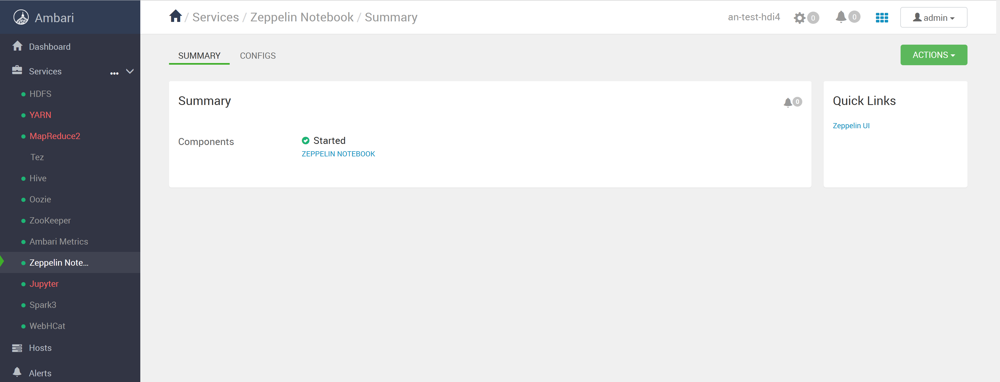 Ambari
/ Services / Zeppelin Notebook / Summary
an-test-hdi4
0
0
admin
Dashboard
Services
...
HDFS
YARN
MapReduce2
Tez
Hive
Oozie
ZooKeeper
Ambari Metrics
Zeppelin Note...
Jupyter
Spark3
WebHCat
Hosts
Alerts
SUMMARY
CONFIGS
ACTIONS
Summary
0
Components
Started
ZEPPELIN NOTEBOOK
Quick Links
Zeppelin UI